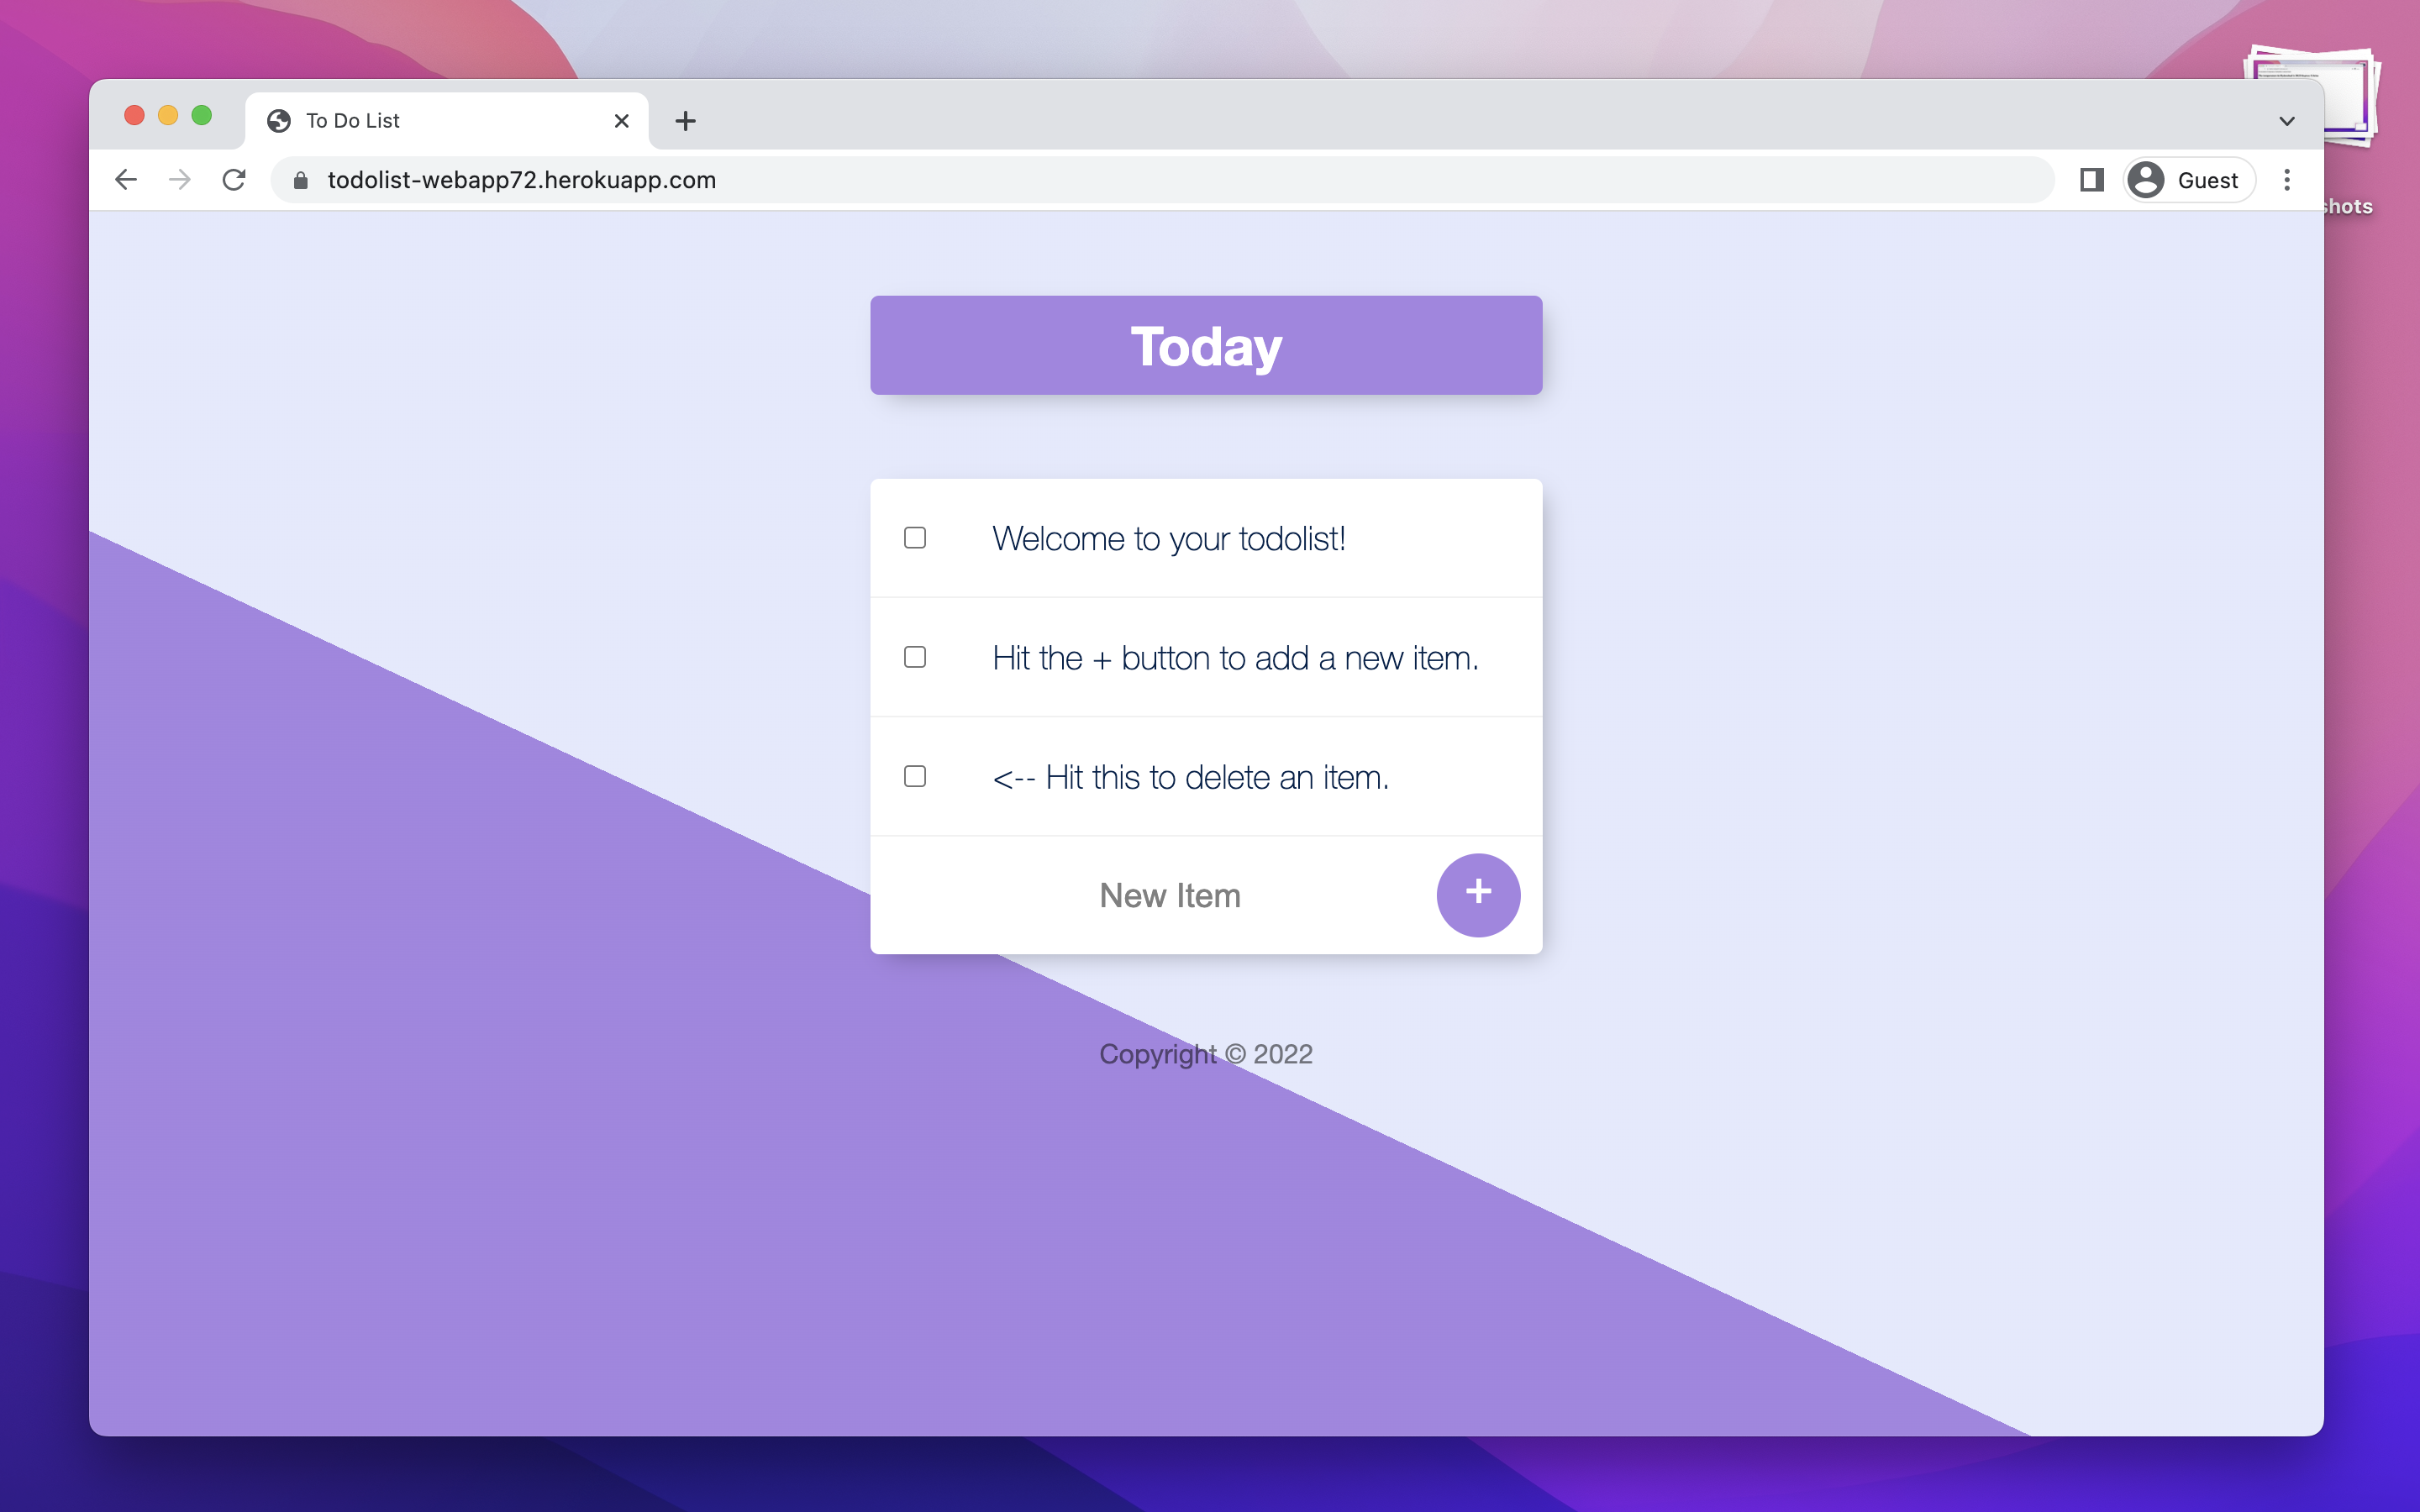 To Do List
todolist-webapp72.herokuapp.com
Guest
shots
Today
Welcome to your todolist!
Hit the + button to add a new item.
<-- Hit this to delete an item.
New Item
+
Copyright © 2022